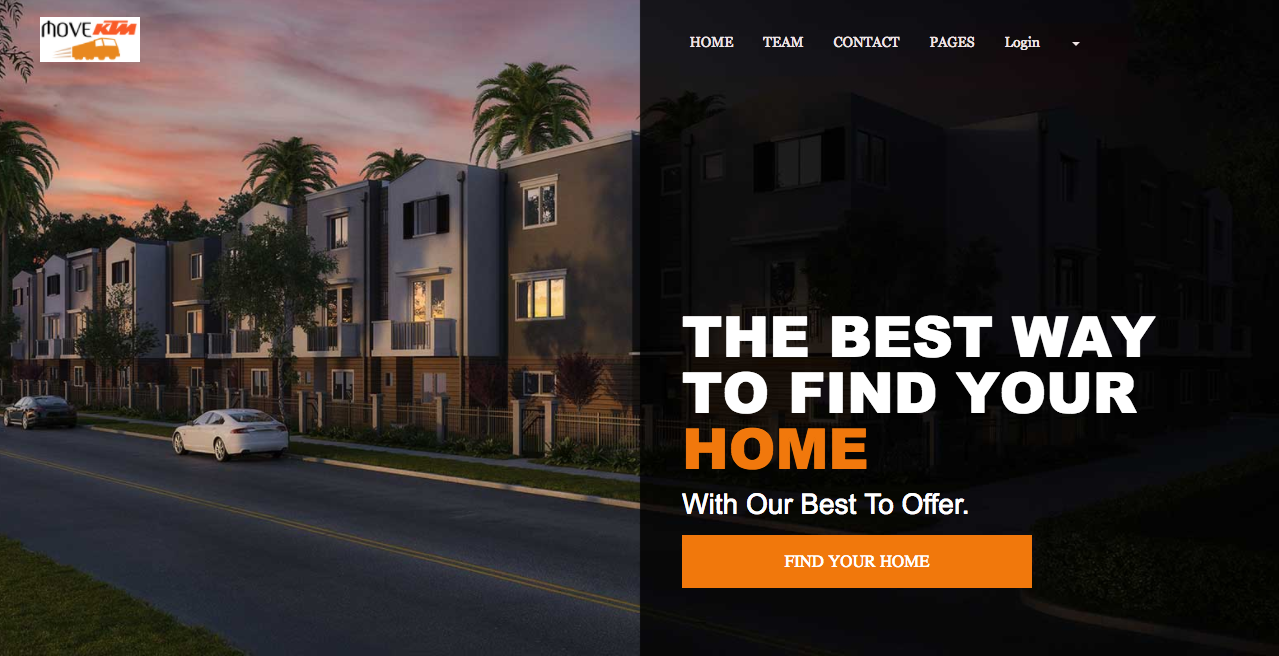 MOVE KTM
HOME TEAM CONTACT PAGES Login
THE BEST WAY
TO FIND YOUR
HOME
With Our Best To Offer.
FIND YOUR HOME